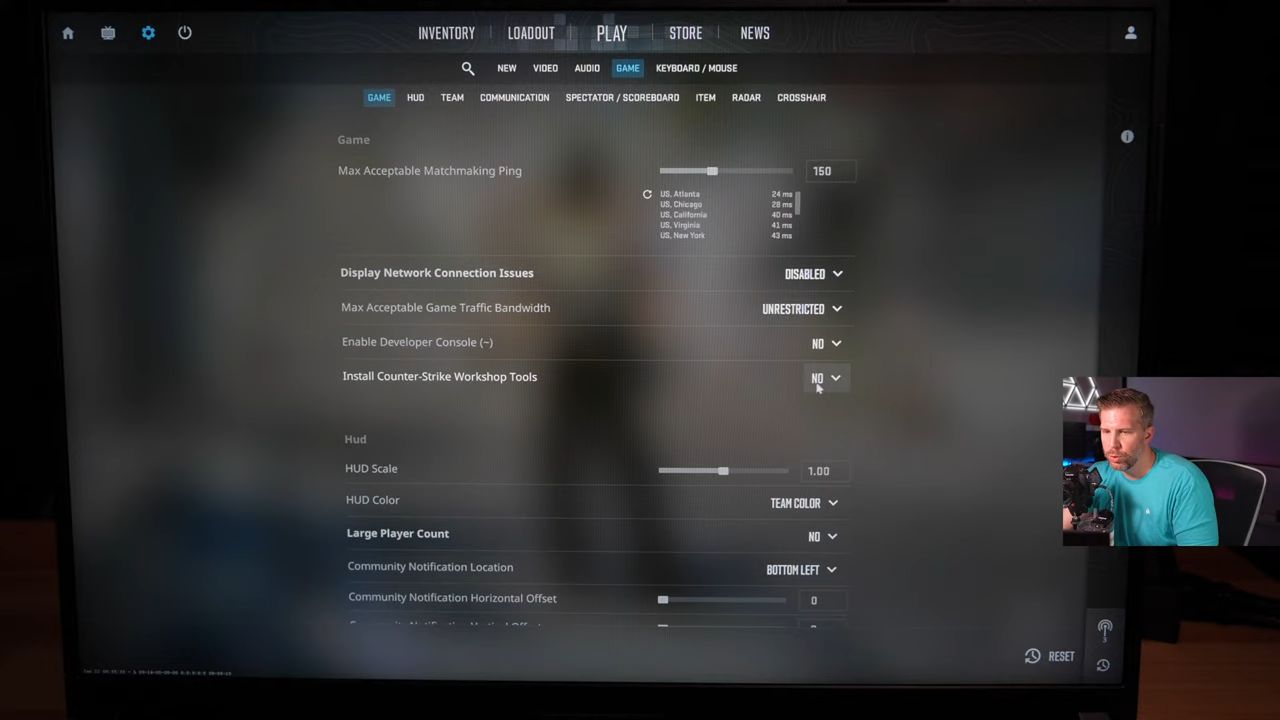 INVENTORY LOADOUT PLAY STORE NEWS
NEW VIDEO AUDIO GAME KEYBOARD / MOUSE
GAME HUD TEAM COMMUNICATION SPECTATOR / SCOREBOARD ITEM RADAR CROSSHAIR
Game
Max Acceptable Matchmaking Ping 150
US, Atlanta 24 ms
US, Chicago 28 ms
US, California 40 ms
US, Virginia 41 ms
US, New York 43 ms
Display Network Connection Issues DISABLED
Max Acceptable Game Traffic Bandwidth UNRESTRICTED
Enable Developer Console (~) NO
Install Counter-Strike Workshop Tools NO
Hud
HUD Scale 1.00
HUD Color TEAM COLOR
Large Player Count NO
Community Notification Location BOTTOM LEFT
Community Notification Horizontal Offset 0
RESET